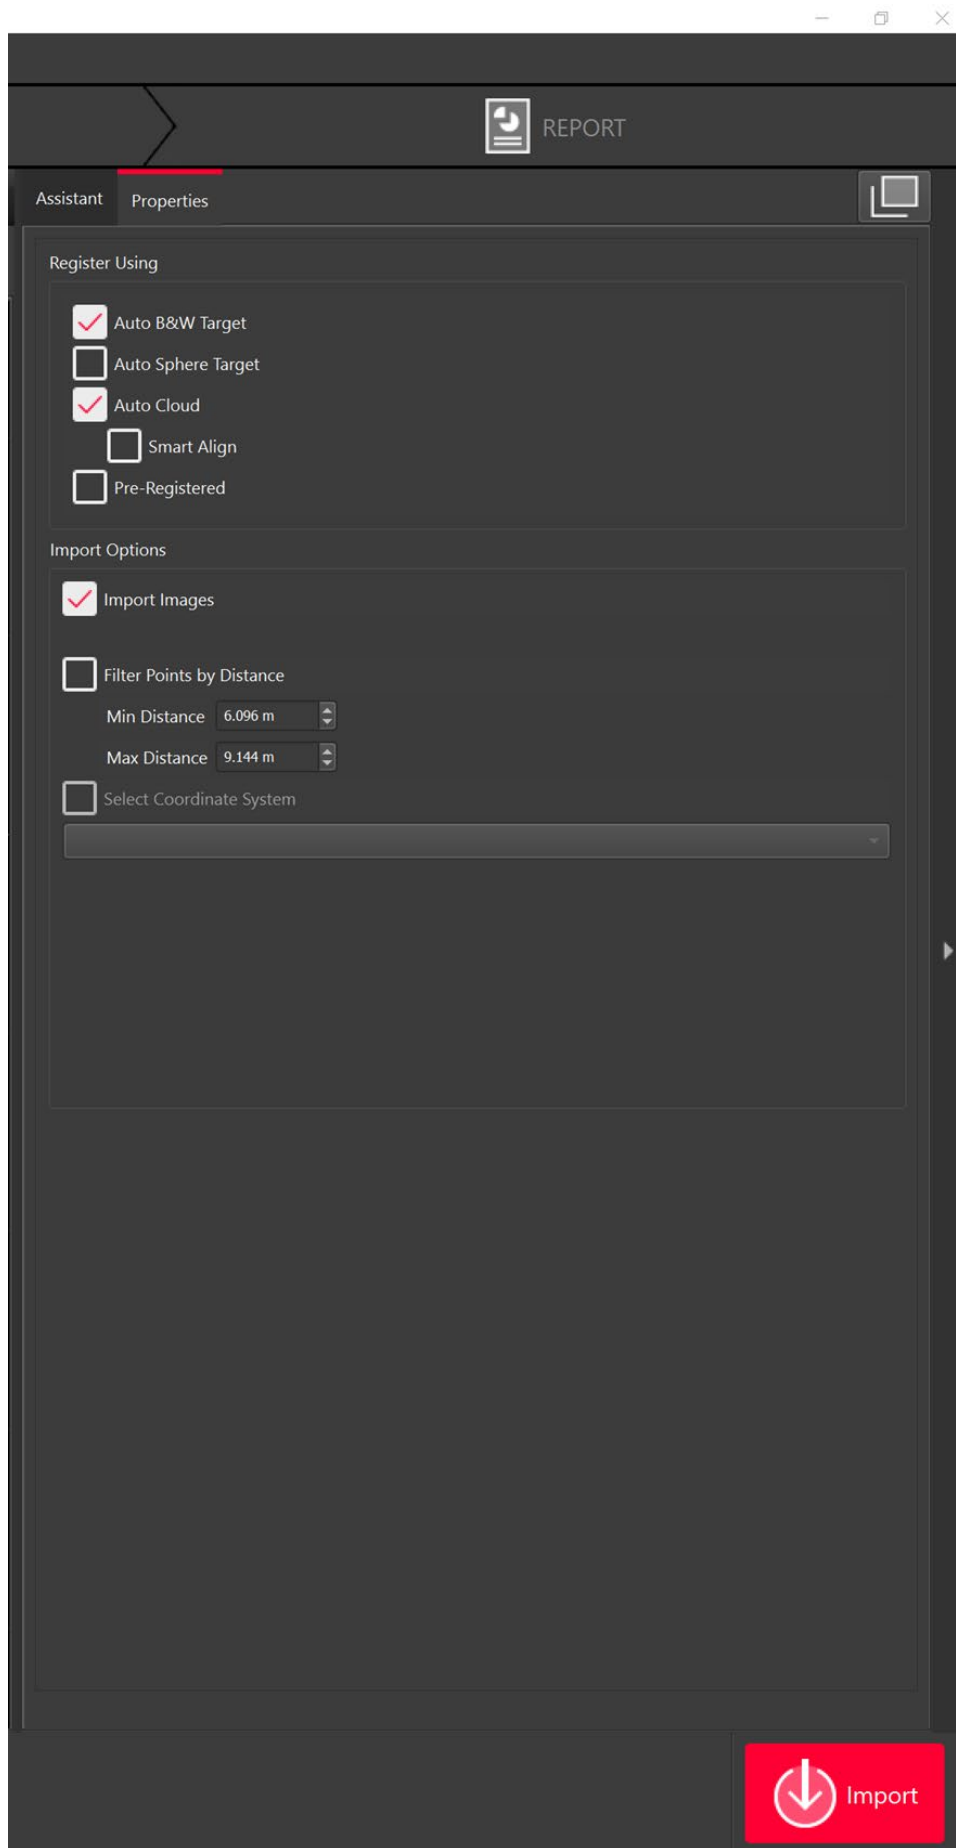 REPORT
Assistant Properties
Register Using
Auto B&W Target
Auto Sphere Target
Auto Cloud
Smart Align
Pre-Registered
Import Options
Import Images
Filter Points by Distance
Min Distance 6.096 m
Max Distance 9.144 m
Select Coordinate System
Import